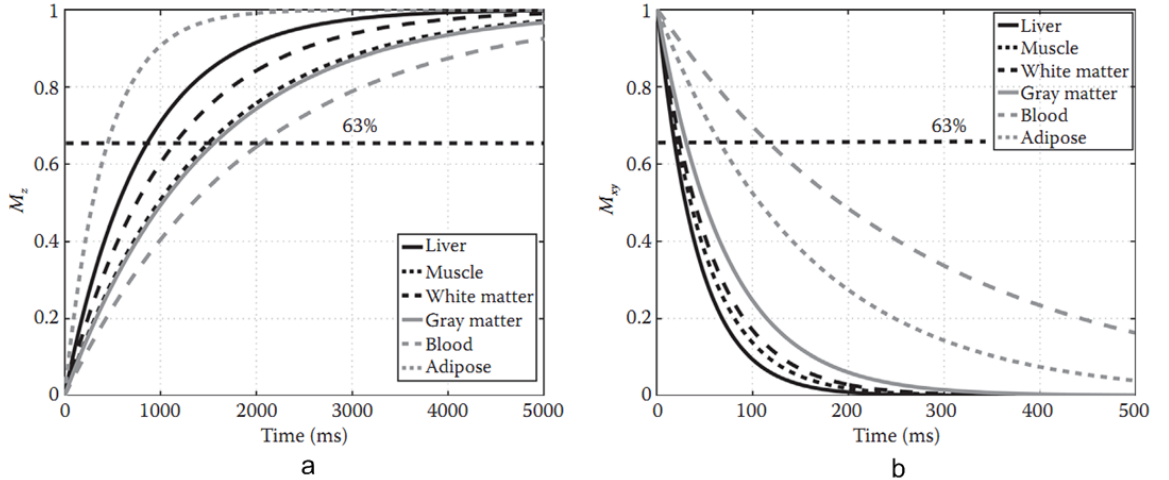 1
0.8
0.6
0.4
0.2
0
M_z
63%
Liver
Muscle
White matter
Gray matter
Blood
Adipose
0 1000 2000 3000 4000 5000
Time (ms)
a
1
0.8
0.6
0.4
0.2
0
M_xy
63%
Liver
Muscle
White matter
Gray matter
Blood
Adipose
0 100 200 300 400 500
Time (ms)
b